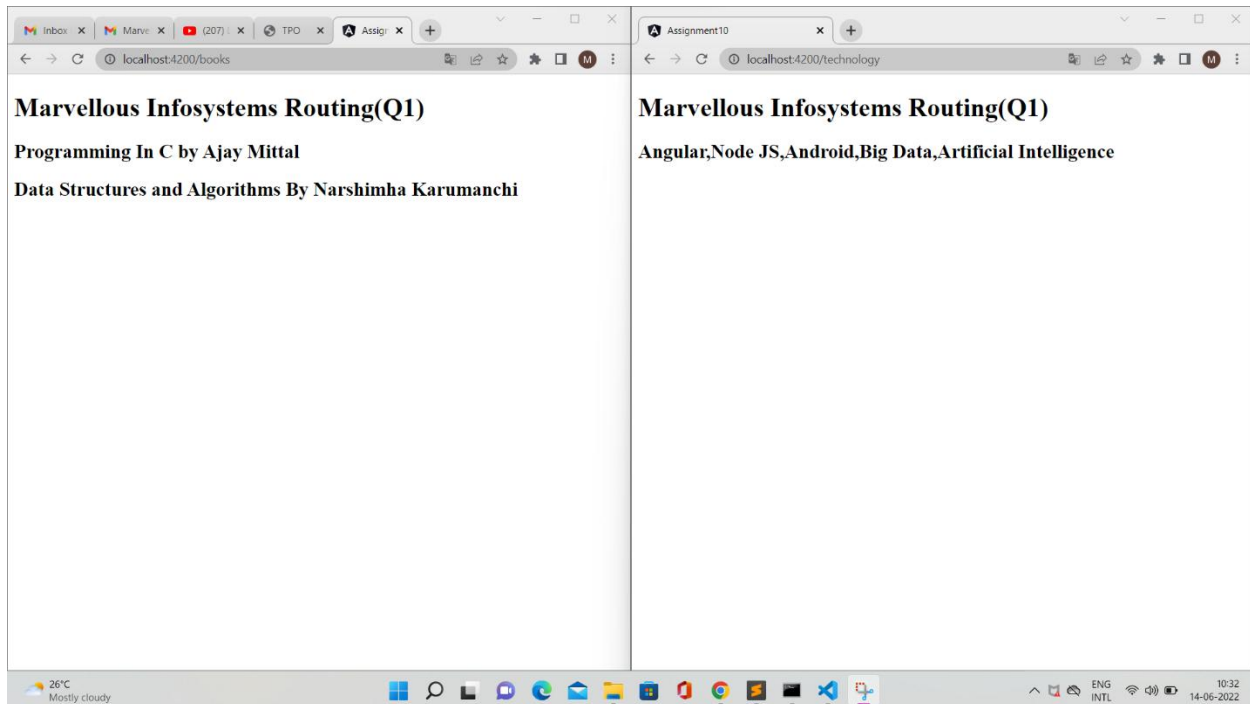 Inbox
Marve
(207)
TPO
Assign
localhost:4200/books
M
Marvellous Infosystems Routing(Q1)
Programming In C by Ajay Mittal
Data Structures and Algorithms By Narshimha Karumanchi
Assignment10
localhost:4200/technology
M
Marvellous Infosystems Routing(Q1)
Angular,Node JS,Android,Big Data,Artificial Intelligence
26°C
Mostly cloudy
ENG
INTL
10:32
14-06-2022